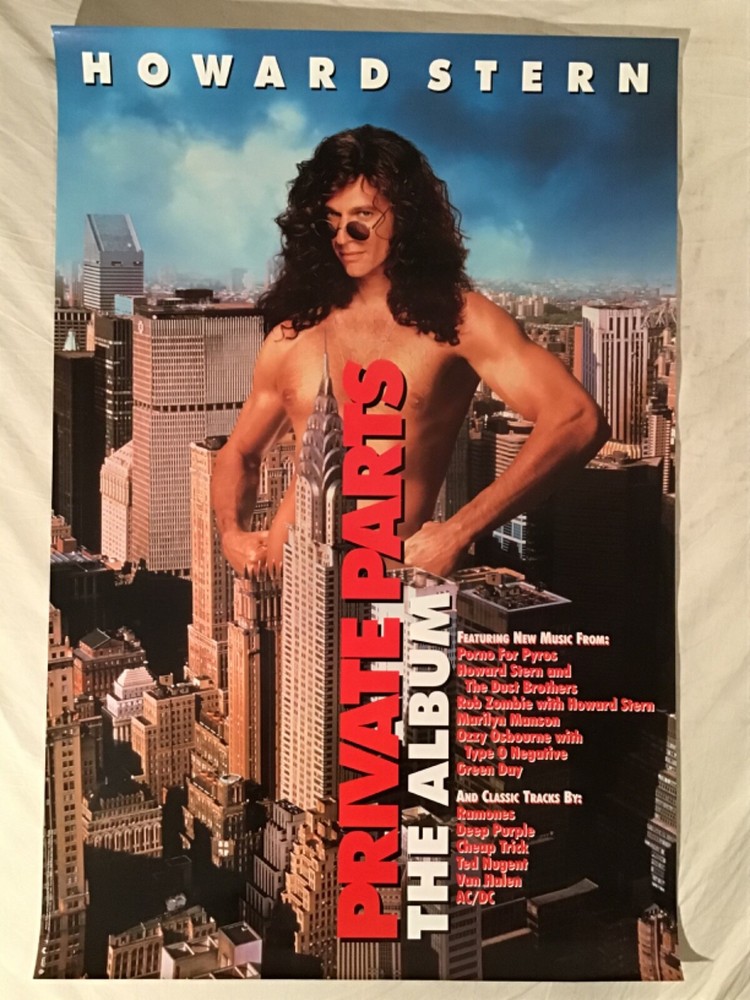 HOWARD STERN
PRIVATE PARTS
THE ALBUM
FEATURING NEW MUSIC FROM:
Porno For Pyros
Howard Stern and
The Dust Brothers
Rob Zombie with Howard Stern
Marilyn Manson
Ozzy Osbourne with
Type O Negative
Green Day
AND CLASSIC TRACKS BY:
Ramones
Deep Purple
Cheap Trick
Ted Nugent
Van Halen
AC/DC